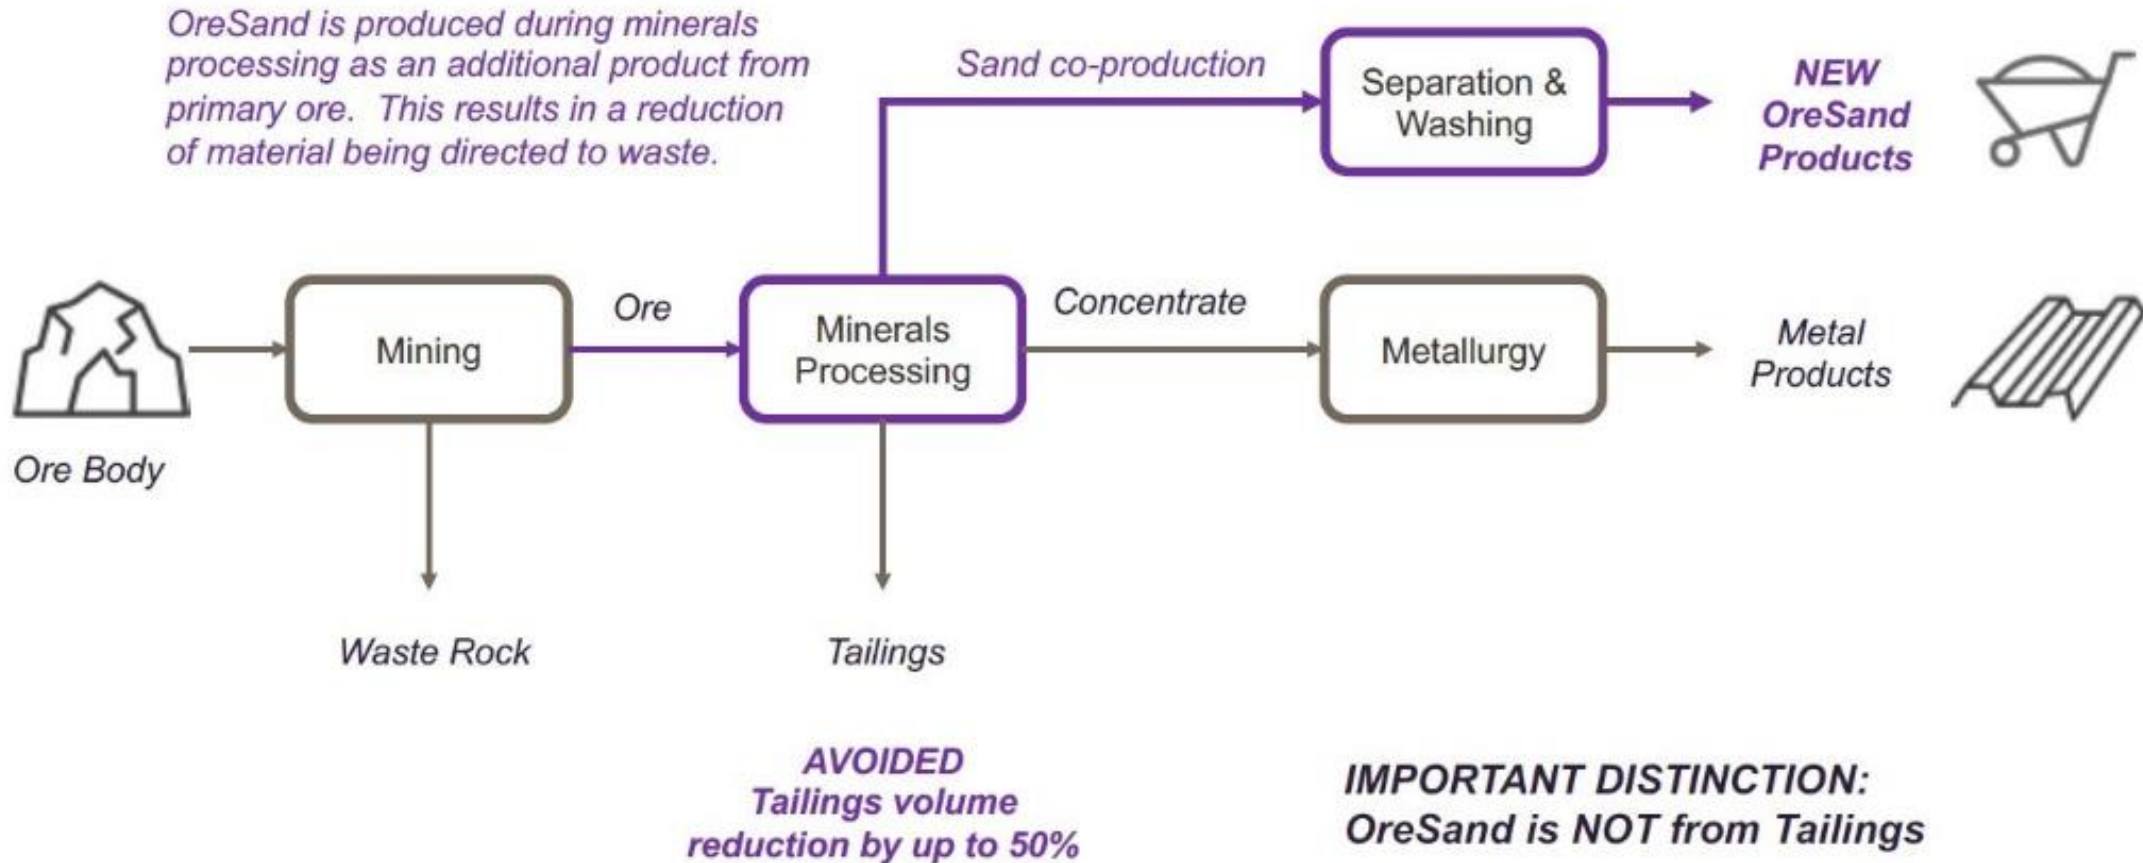 OreSand is produced during minerals
processing as an additional product from
primary ore.  This results in a reduction
of material being directed to waste.
Sand co-production
Separation &
Washing
NEW
OreSand
Products
Ore Body
Mining
Ore
Minerals
Processing
Concentrate
Metallurgy
Metal
Products
Waste Rock
Tailings
AVOIDED
Tailings volume
reduction by up to 50%
IMPORTANT DISTINCTION:
OreSand is NOT from Tailings